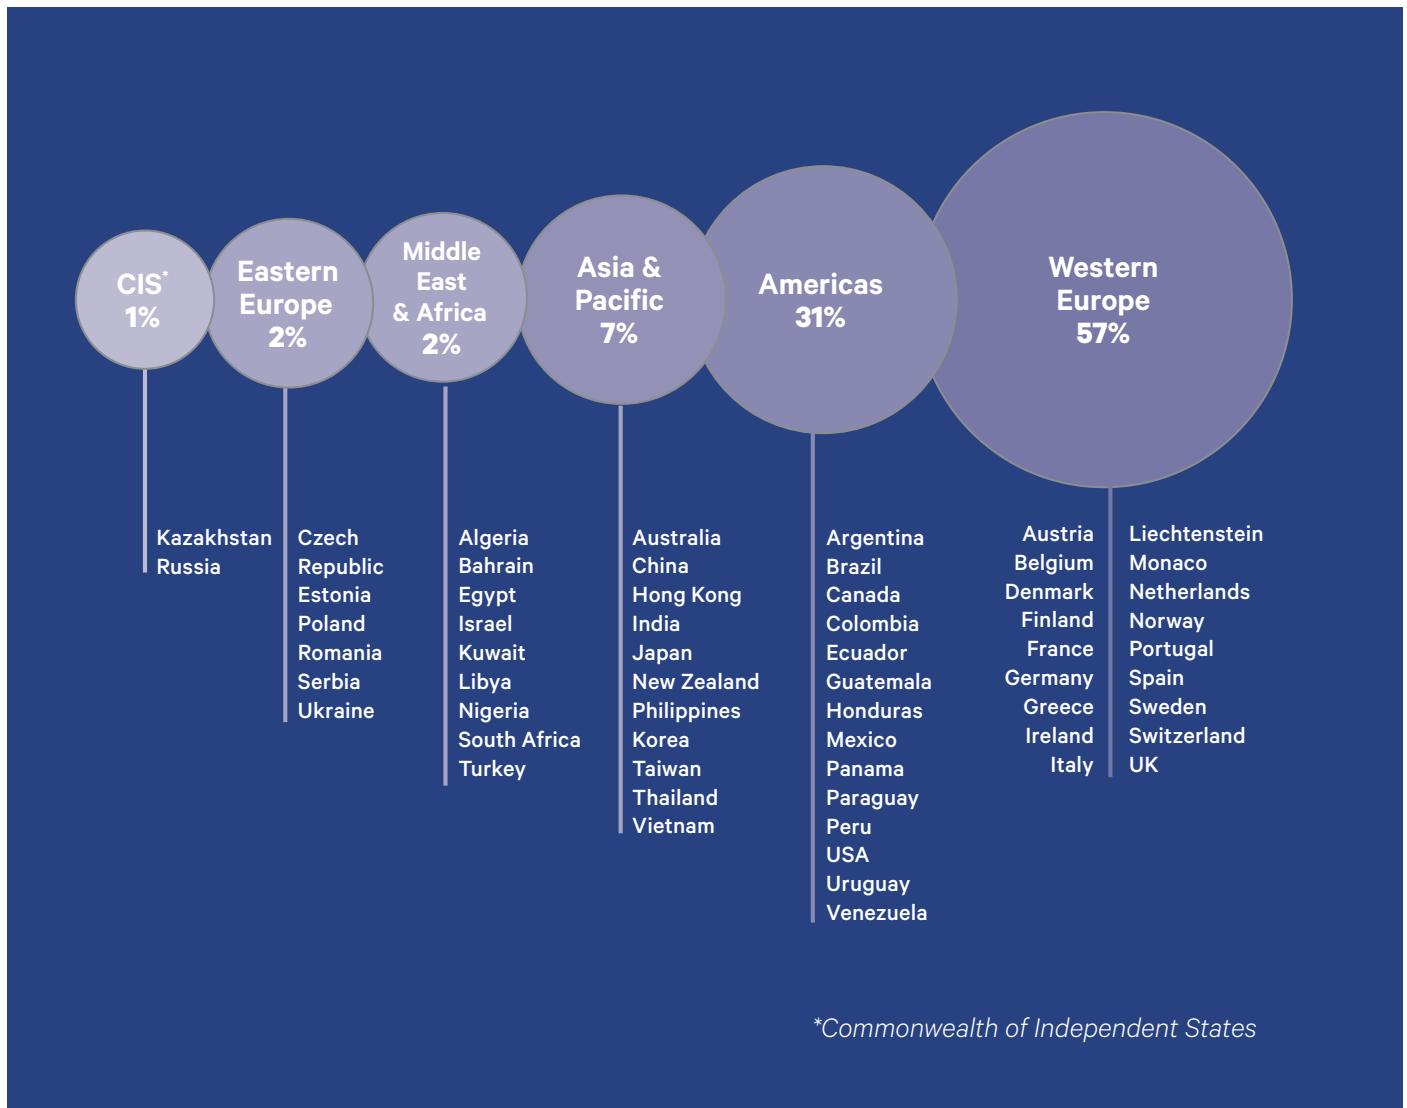 CIS*
1%
Eastern
Europe
2%
Middle
East
& Africa
2%
Asia &
Pacific
7%
Americas
31%
Western
Europe
57%
Kazakhstan
Russia
Czech
Republic
Estonia
Poland
Romania
Serbia
Ukraine
Algeria
Bahrain
Egypt
Israel
Kuwait
Libya
Nigeria
South Africa
Turkey
Australia
China
Hong Kong
India
Japan
New Zealand
Philippines
Korea
Taiwan
Thailand
Vietnam
Argentina
Brazil
Canada
Colombia
Ecuador
Guatemala
Honduras
Mexico
Panama
Paraguay
Peru
USA
Uruguay
Venezuela
Austria
Belgium
Denmark
Finland
France
Germany
Greece
Ireland
Italy
Liechtenstein
Monaco
Netherlands
Norway
Portugal
Spain
Sweden
Switzerland
UK
*Commonwealth of Independent States